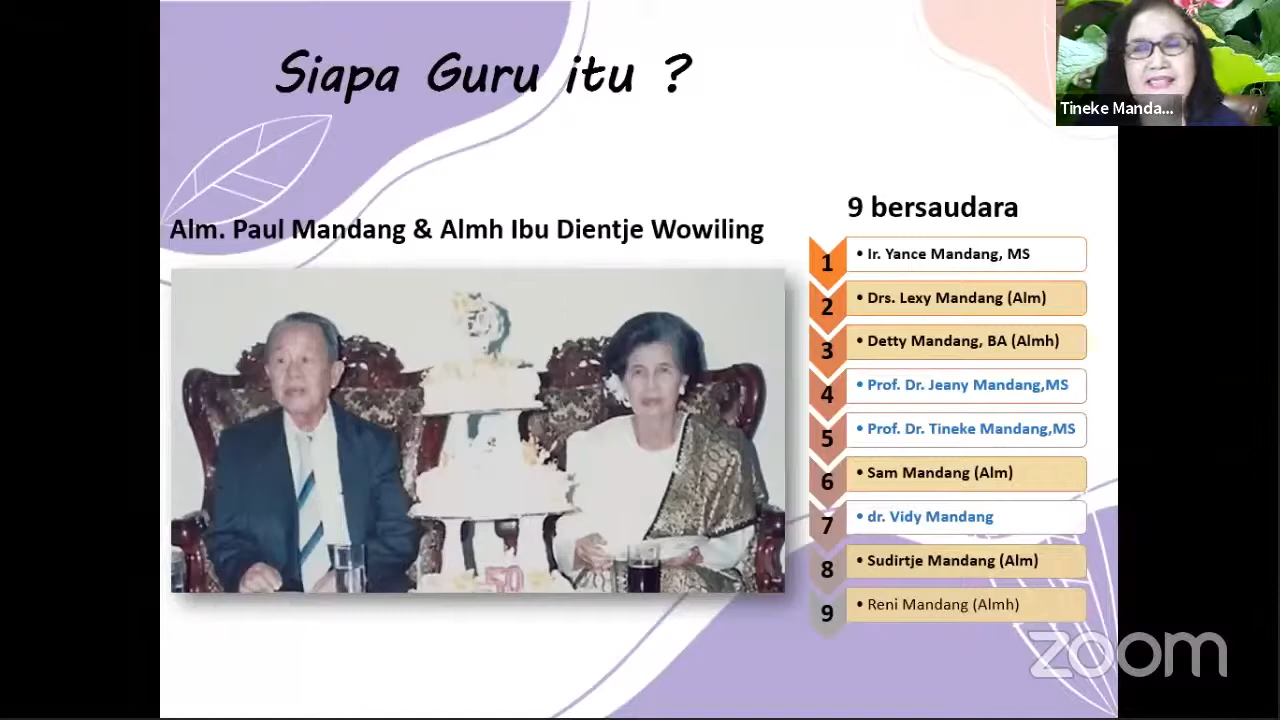 Siapa Guru itu ?
Tineke Manda...
Alm. Paul Mandang & Almh Ibu Dientje Wowiling
9 bersaudara
1 • Ir. Yance Mandang, MS
2 • Drs. Lexy Mandang (Alm)
3 • Detty Mandang, BA (Almh)
4 • Prof. Dr. Jeany Mandang,MS
5 • Prof. Dr. Tineke Mandang,MS
6 • Sam Mandang (Alm)
7 • dr. Vidy Mandang
8 • Sudirtje Mandang (Alm)
9 • Reni Mandang (Almh)
50
zoom